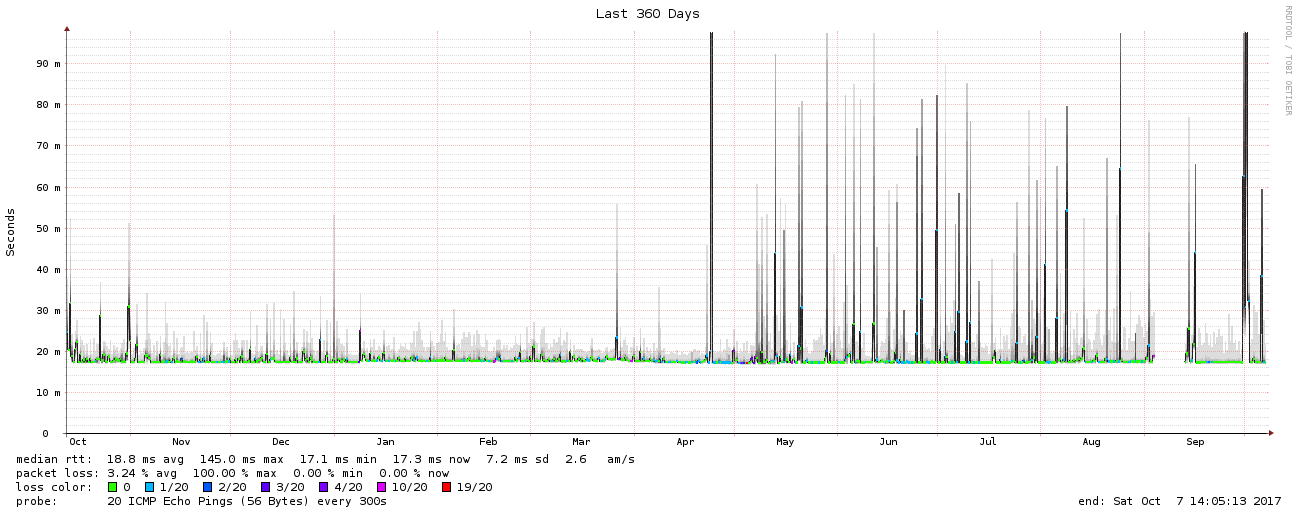 Last 360 Days
RRDTOOL / TOBI OETIKER
Seconds
90 m
80 m
70 m
60 m
50 m
40 m
30 m
20 m
10 m
0
Oct Nov Dec Jan Feb Mar Apr May Jun Jul Aug Sep
median rtt: 18.8 ms avg 145.0 ms max 17.1 ms min 17.3 ms now 7.2 ms sd 2.6 am/s
packet loss: 3.24 % avg 100.00 % max 0.00 % min 0.00 % now
loss color: 0 1/20 2/20 3/20 4/20 10/20 19/20
probe: 20 ICMP Echo Pings (56 Bytes) every 300s end: Sat Oct 7 14:05:13 2017